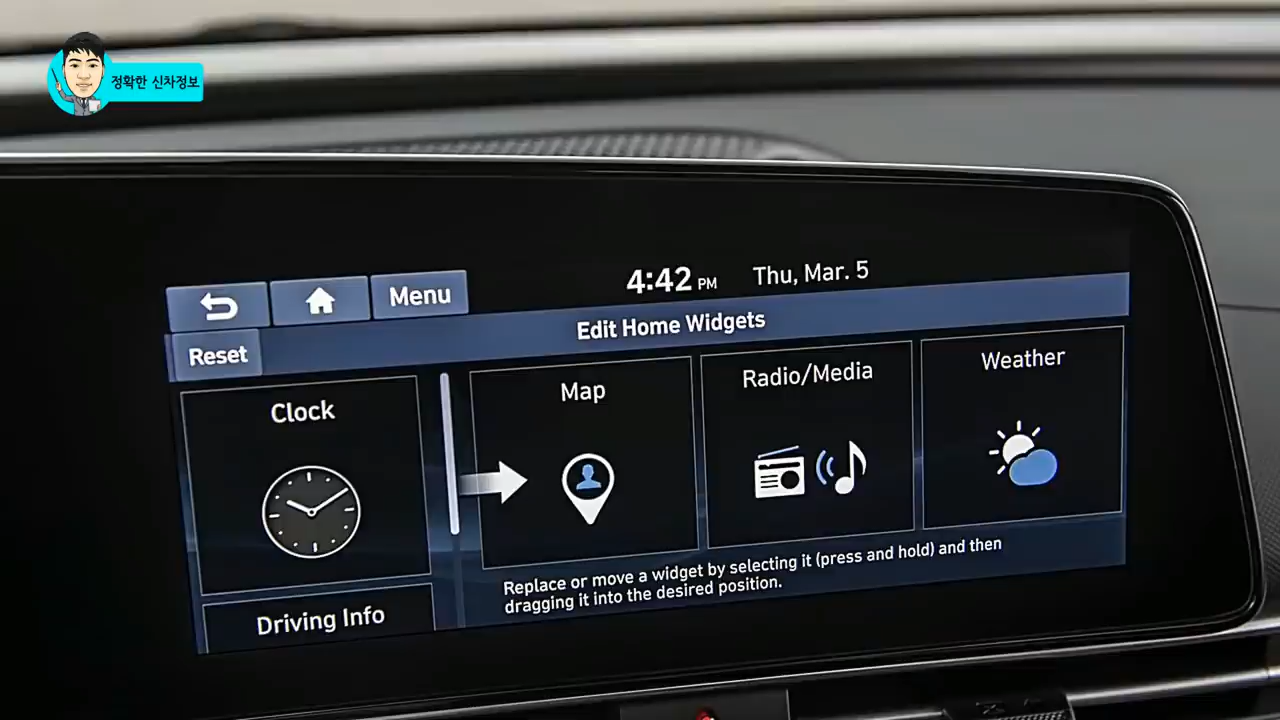 정확한 신차정보
4:42 PM Thu, Mar. 5
Menu
Edit Home Widgets
Reset
Clock
Map
Radio/Media
Weather
Driving Info
Replace or move a widget by selecting it (press and hold) and then
dragging it into the desired position.